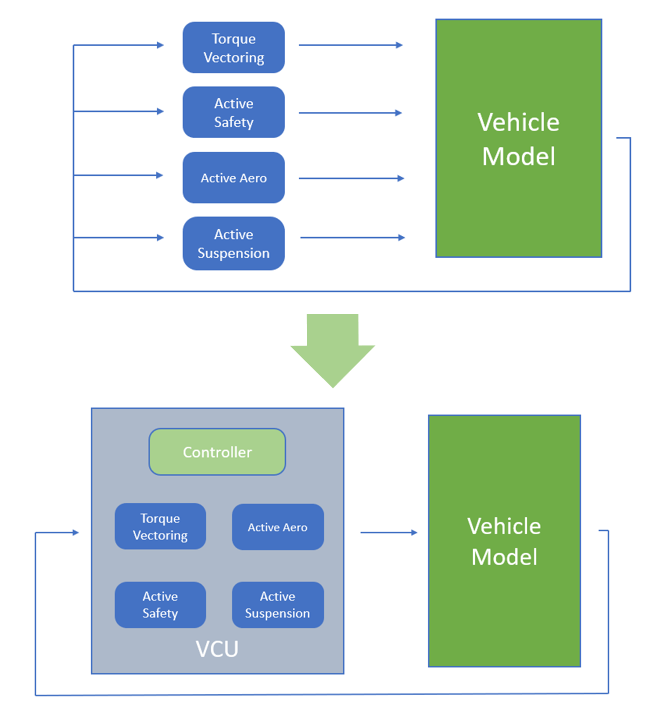 Torque
Vectoring
Active
Safety
Active Aero
Active
Suspension
Vehicle
Model
Controller
Torque
Vectoring
Active Aero
Active
Safety
Active
Suspension
VCU
Vehicle
Model